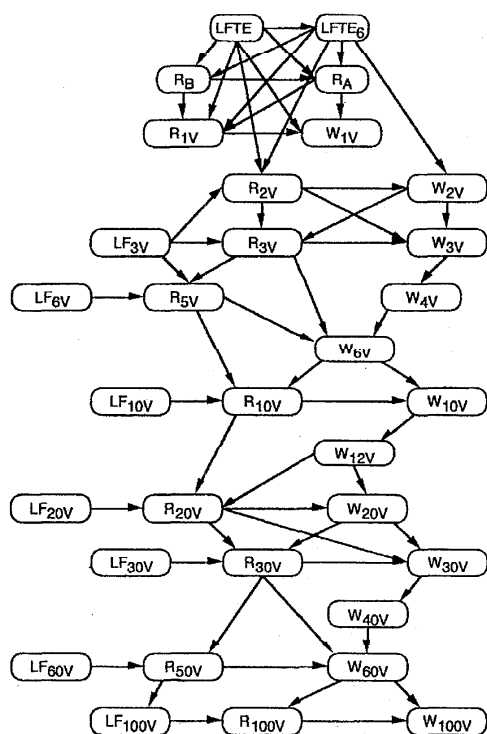 LFTE LFTE6
RB RA
R1V W1V
R2V W2V
LF3V R3V W3V
LF6V R5V W4V
W6V
LF10V R10V W10V
W12V
LF20V R20V W20V
LF30V R30V W30V
W40V
LF60V R50V W60V
LF100V R100V W100V